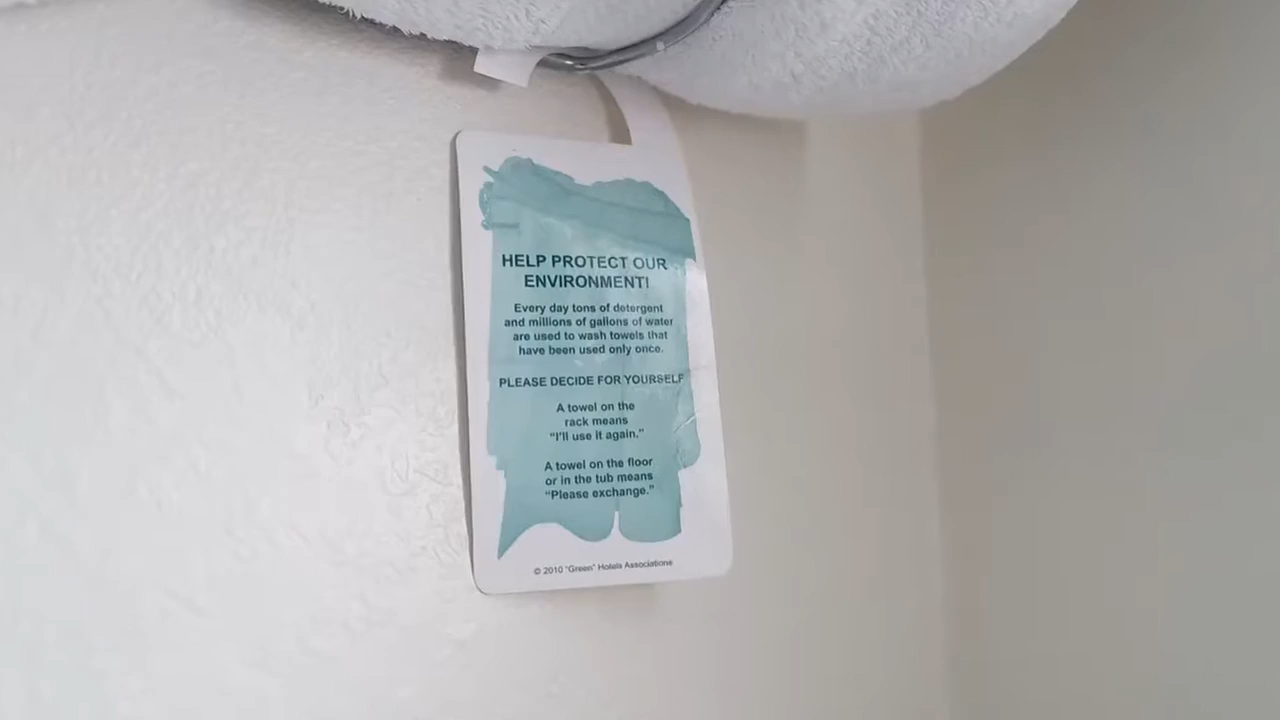 HELP PROTECT OUR
ENVIRONMENT!
Every day tons of detergent
and millions of gallons of water
are used to wash towels that
have been used only once.
PLEASE DECIDE FOR YOURSELF
A towel on the
rack means
“I’ll use it again.”
A towel on the floor
or in the tub means
“Please exchange.”
© 2010 “Green” Hotels Associations